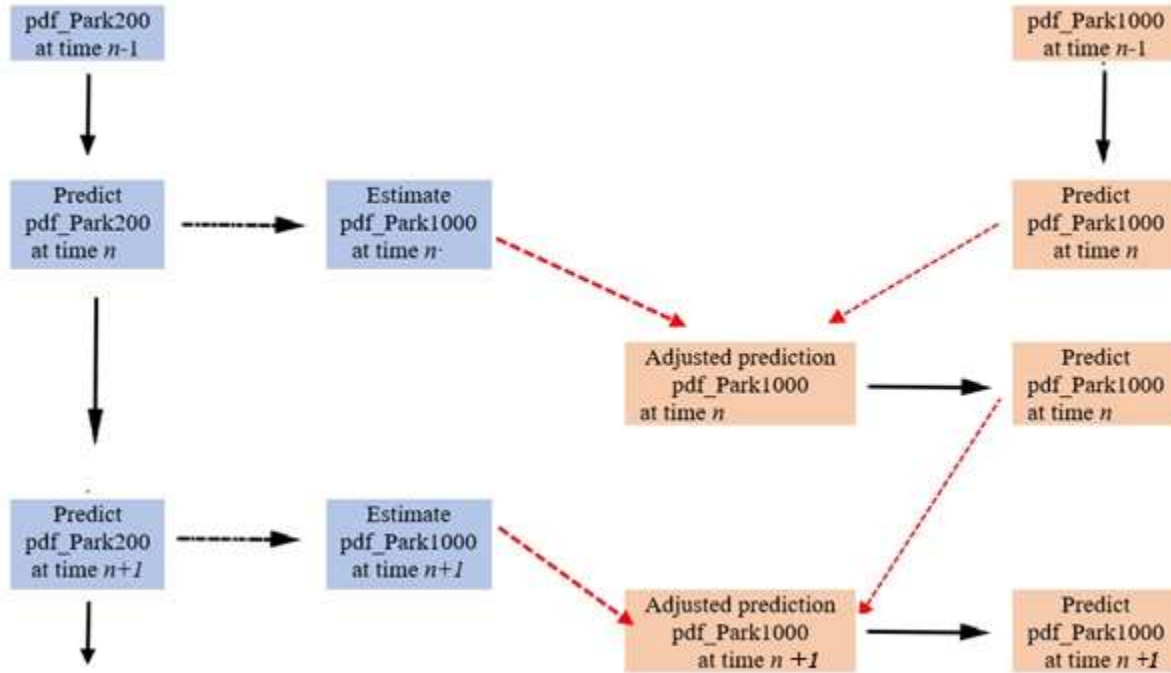 pdf_Park200
at time n-1
pdf_Park1000
at time n-1
Predict
pdf_Park200
at time n
Estimate
pdf_Park1000
at time n·
Predict
pdf_Park1000
at time n
Adjusted prediction
pdf_Park1000
at time n
Predict
pdf_Park1000
at time n
Predict
pdf_Park200
at time n+1
Estimate
pdf_Park1000
at time n+1
Adjusted prediction
pdf_Park1000
at time n +1
Predict
pdf_Park1000
at time n +1